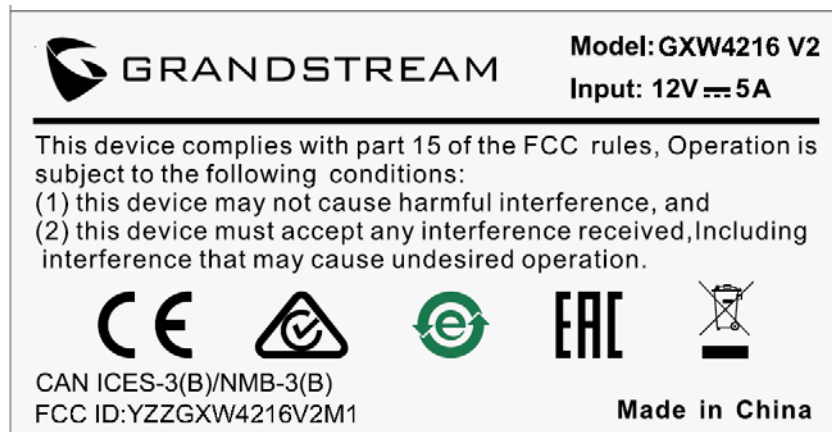 GRANDSTREAM
Model: GXW4216 V2
Input: 12V ⎓ 5A
This device complies with part 15 of the FCC rules, Operation is
subject to the following conditions:
(1) this device may not cause harmful interference, and
(2) this device must accept any interference received,Including
interference that may cause undesired operation.
CE e EAC
CAN ICES-3(B)/NMB-3(B)
FCC ID:YZZGXW4216V2M1
Made in China